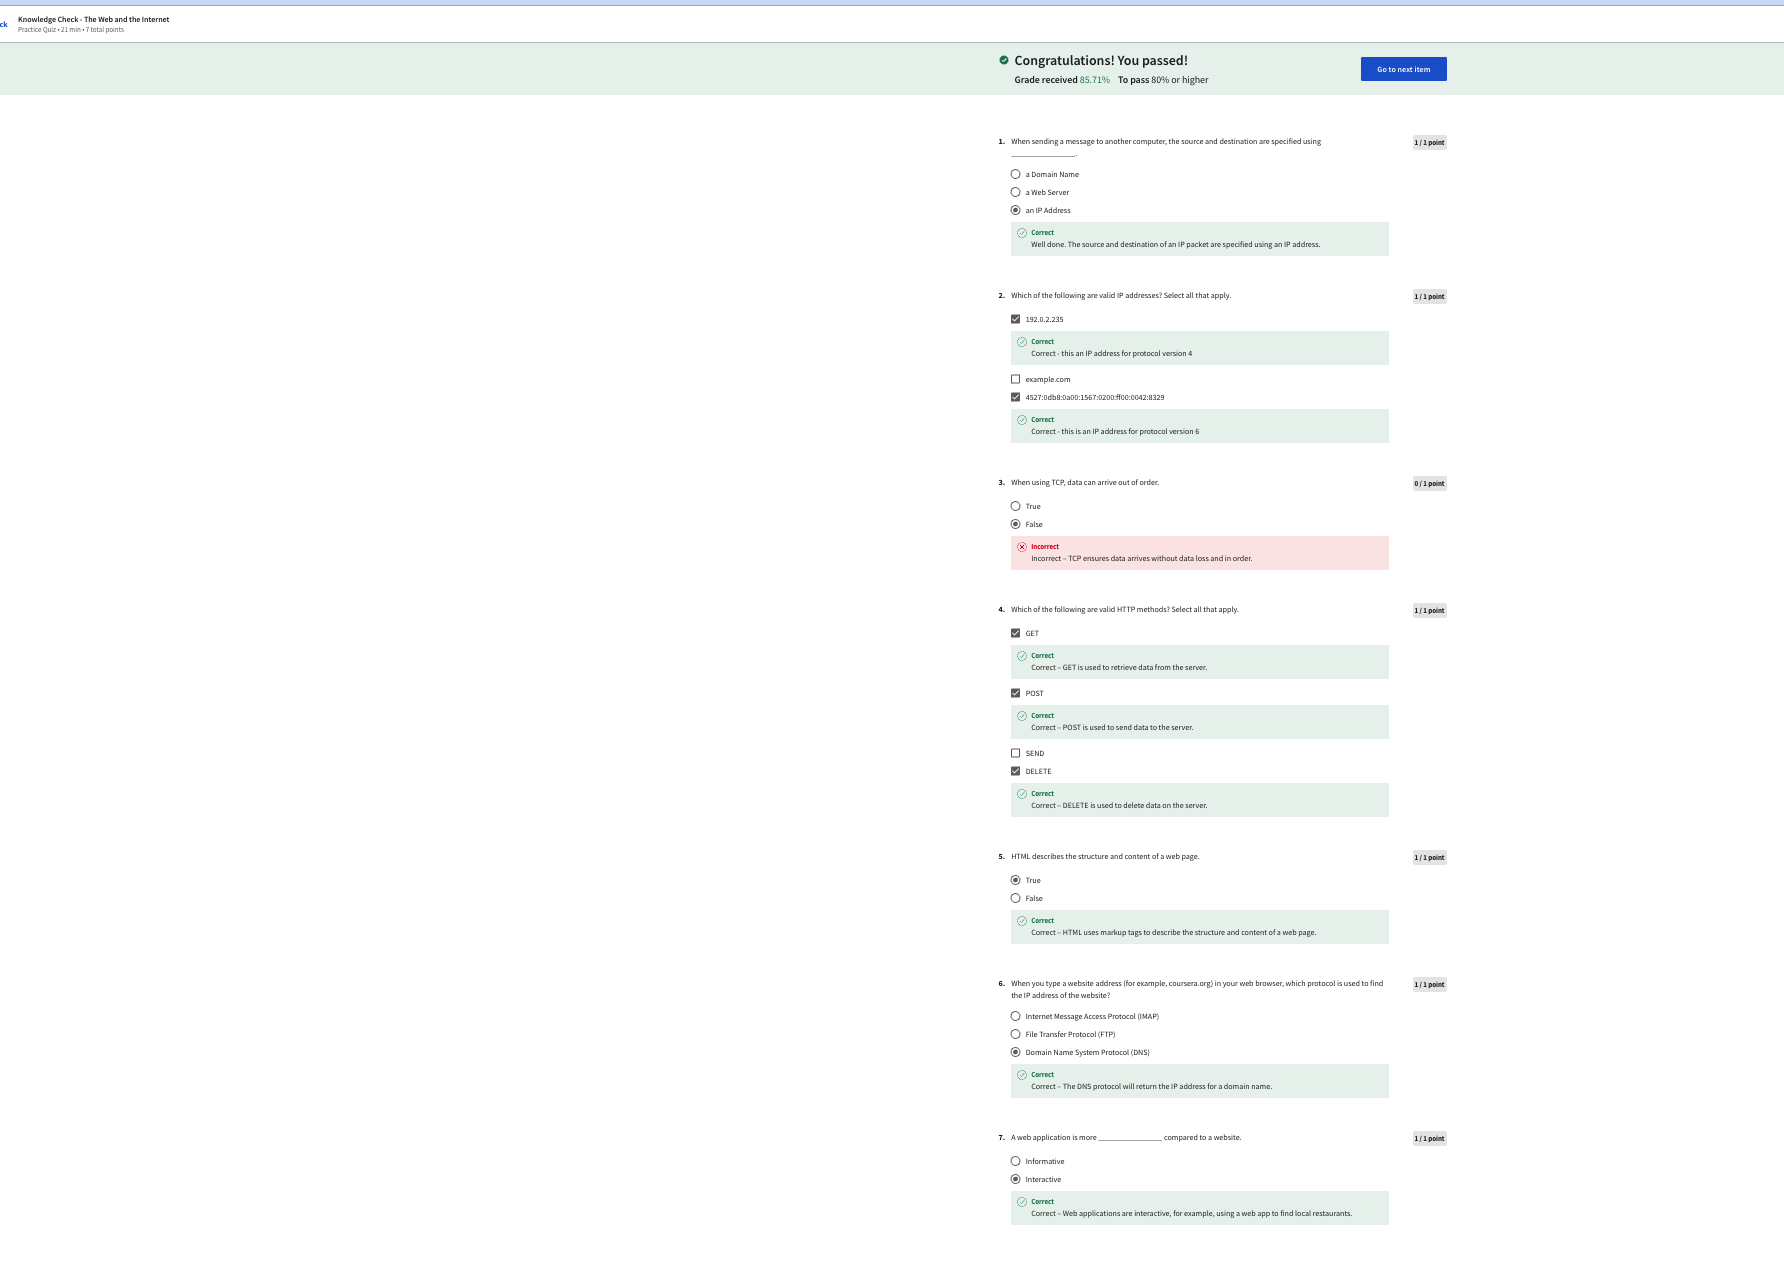 ck
Knowledge Check - The Web and the Internet
Practice Quiz • 21 min • 7 total points
Congratulations! You passed!
Grade received 85.71% To pass 80% or higher
Go to next item
1. When sending a message to another computer, the source and destination are specified using
________________.
1 / 1 point
a Domain Name
a Web Server
an IP Address
Correct
Well done. The source and destination of an IP packet are specified using an IP address.
2. Which of the following are valid IP addresses? Select all that apply.
1 / 1 point
192.0.2.235
Correct
Correct - this an IP address for protocol version 4
example.com
4527:0db8:0a00:1567:0200:ff00:0042:8329
Correct
Correct - this is an IP address for protocol version 6
3. When using TCP, data can arrive out of order.
0 / 1 point
True
False
Incorrect
Incorrect – TCP ensures data arrives without data loss and in order.
4. Which of the following are valid HTTP methods? Select all that apply.
1 / 1 point
GET
Correct
Correct – GET is used to retrieve data from the server.
POST
Correct
Correct – POST is used to send data to the server.
SEND
DELETE
Correct
Correct – DELETE is used to delete data on the server.
5. HTML describes the structure and content of a web page.
1 / 1 point
True
False
Correct
Correct – HTML uses markup tags to describe the structure and content of a web page.
6. When you type a website address (for example, coursera.org) in your web browser, which protocol is used to find
the IP address of the website?
1 / 1 point
Internet Message Access Protocol (IMAP)
File Transfer Protocol (FTP)
Domain Name System Protocol (DNS)
Correct
Correct – The DNS protocol will return the IP address for a domain name.
7. A web application is more ________________ compared to a website.
1 / 1 point
Informative
Interactive
Correct
Correct – Web applications are interactive, for example, using a web app to find local restaurants.